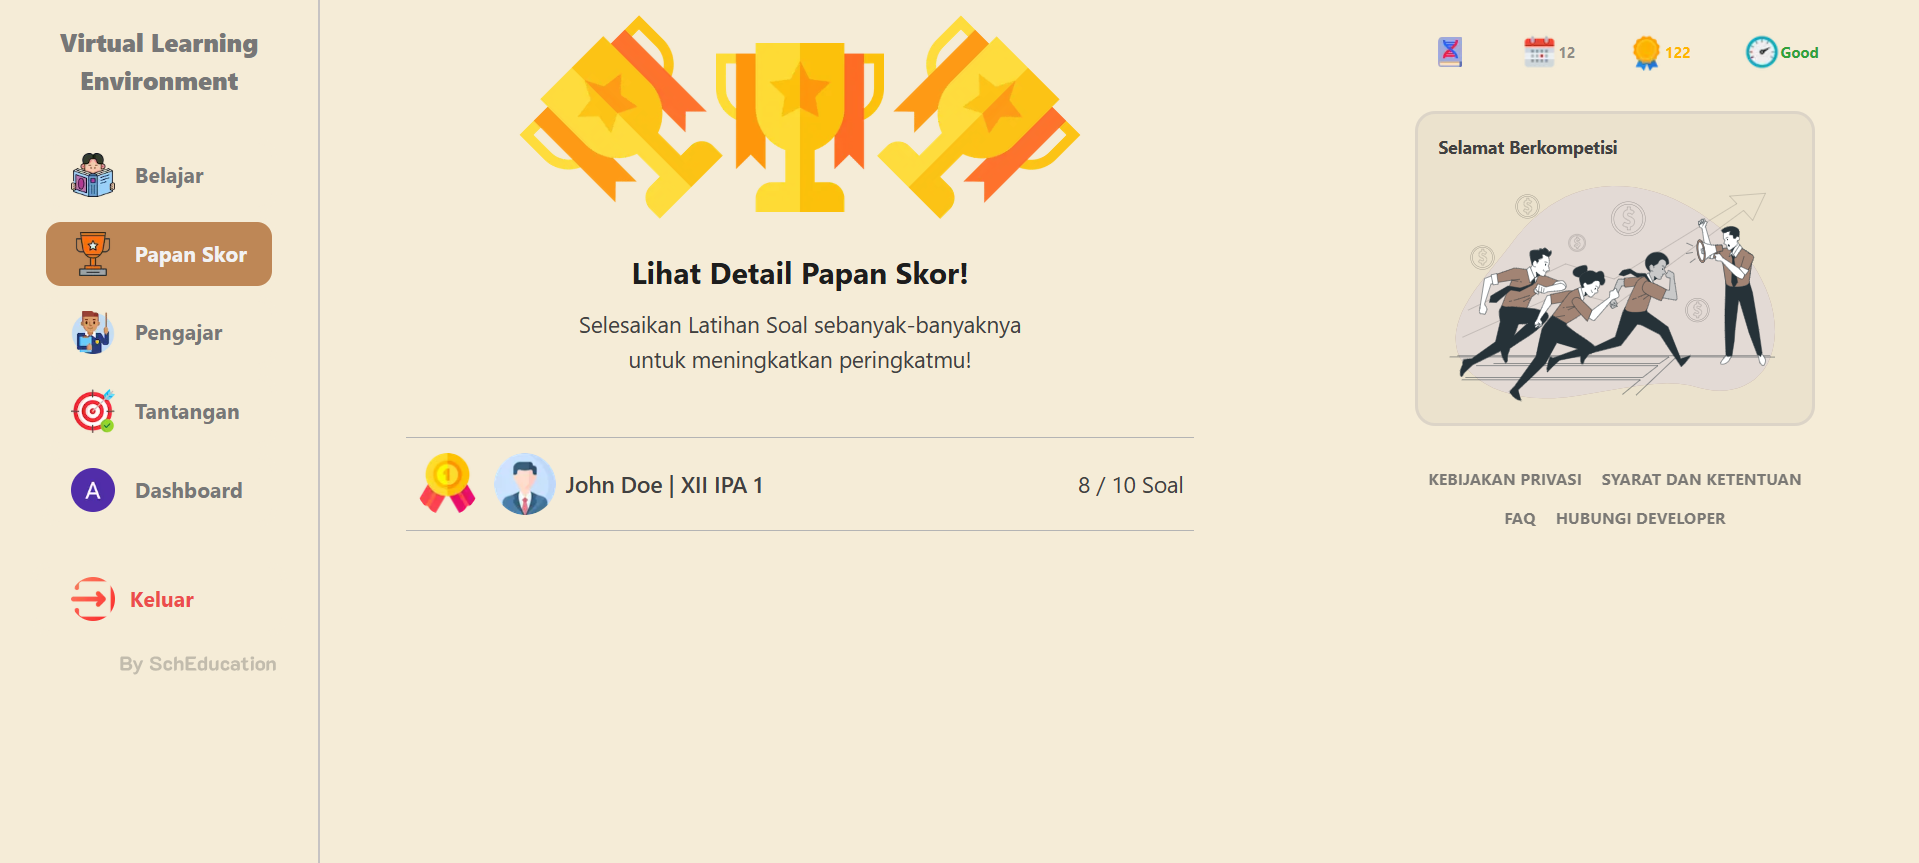 Virtual Learning
Environment
Belajar
Papan Skor
Pengajar
Tantangan
A
Dashboard
Keluar
By SchEducation
Lihat Detail Papan Skor!
Selesaikan Latihan Soal sebanyak-banyaknya
untuk meningkatkan peringkatmu!
1
John Doe | XII IPA 1
8 / 10 Soal
12
122
Good
Selamat Berkompetisi
$
$
$
$
$
KEBIJAKAN PRIVASI SYARAT DAN KETENTUAN
FAQ HUBUNGI DEVELOPER